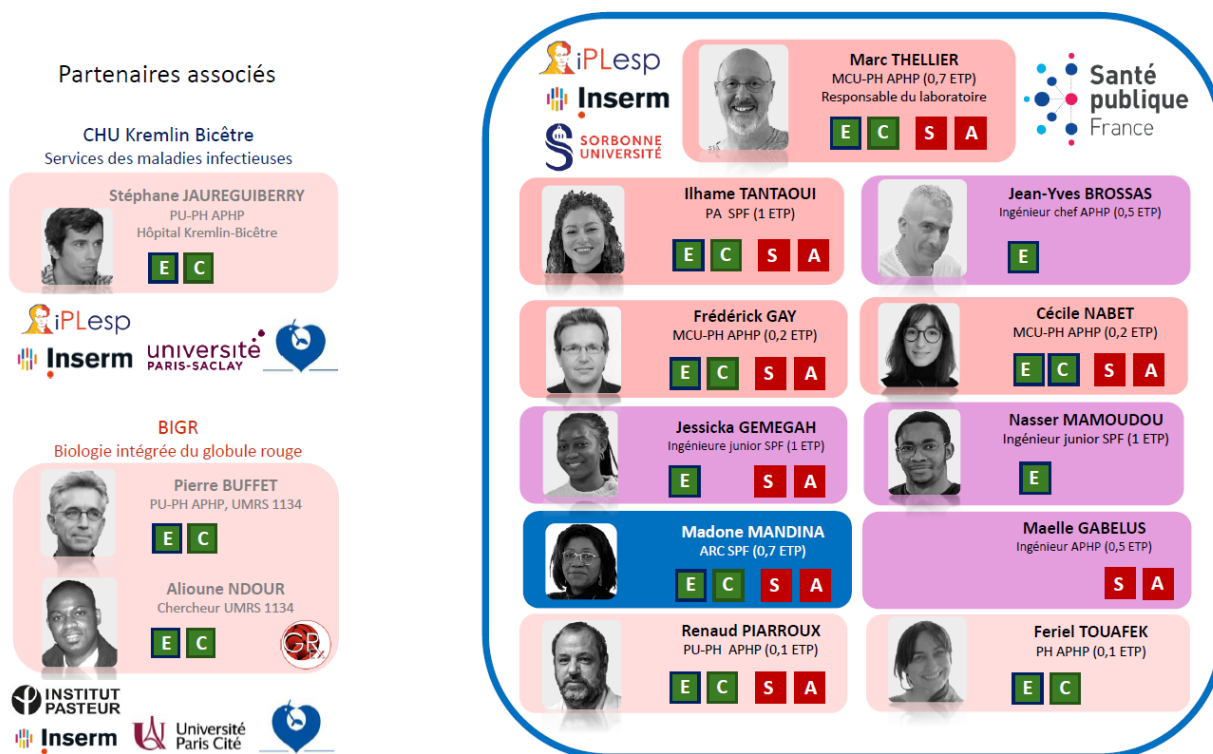 Partenaires associés
CHU Kremlin Bicêtre
Services des maladies infectieuses
Stéphane JAUREGUIBERRY
PU-PH APHP
Hôpital Kremlin-Bicêtre
E C
iPLesp
Inserm
université
PARIS-SACLAY
BIGR
Biologie intégrée du globule rouge
Pierre BUFFET
PU-PH APHP, UMRS 1134
E C
Alioune NDOUR
Chercheur UMRS 1134
E C
GR
INSTITUT
PASTEUR
Inserm
Université
Paris Cité
iPLesp
Inserm
SORBONNE
UNIVERSITÉ
Marc THELLIER
MCU-PH APHP (0,7 ETP)
Responsable du laboratoire
E C S A
Santé
publique
France
Ilhame TANTAOUI
PA SPF (1 ETP)
E C S A
Jean-Yves BROSSAS
Ingénieur chef APHP (0,5 ETP)
E
Frédérick GAY
MCU-PH APHP (0,2 ETP)
E C S A
Cécile NABET
MCU-PH APHP (0,2 ETP)
E C S A
Jessicka GEMEGAH
Ingénieure junior SPF (1 ETP)
E S A
Nasser MAMOUDOU
Ingénieur junior SPF (1 ETP)
E
Madone MANDINA
ARC SPF (0,7 ETP)
E C S A
Maelle GABELUS
Ingénieur APHP (0,5 ETP)
S A
Renaud PIARROUX
PU-PH APHP (0,1 ETP)
E C S A
Feriel TOUAFEK
PH APHP (0,1 ETP)
E C